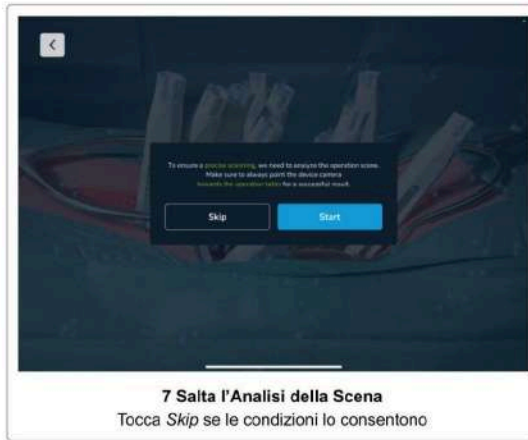 To ensure a precise scanning, we need to analyze the operation scene.
Make sure to always point the device camera
towards the operation table for a successful result.
Skip
Start
7 Salta l'Analisi della Scena
Tocca Skip se le condizioni lo consentono